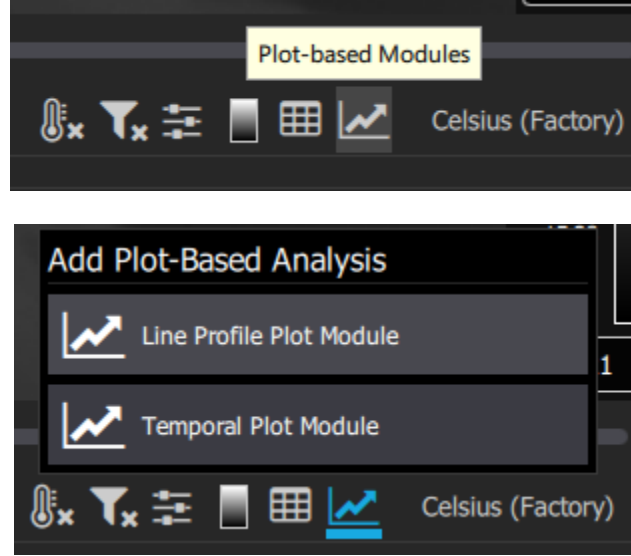 Plot-based Modules
Celsius (Factory)
Add Plot-Based Analysis
Line Profile Plot Module
1
Temporal Plot Module
Celsius (Factory)